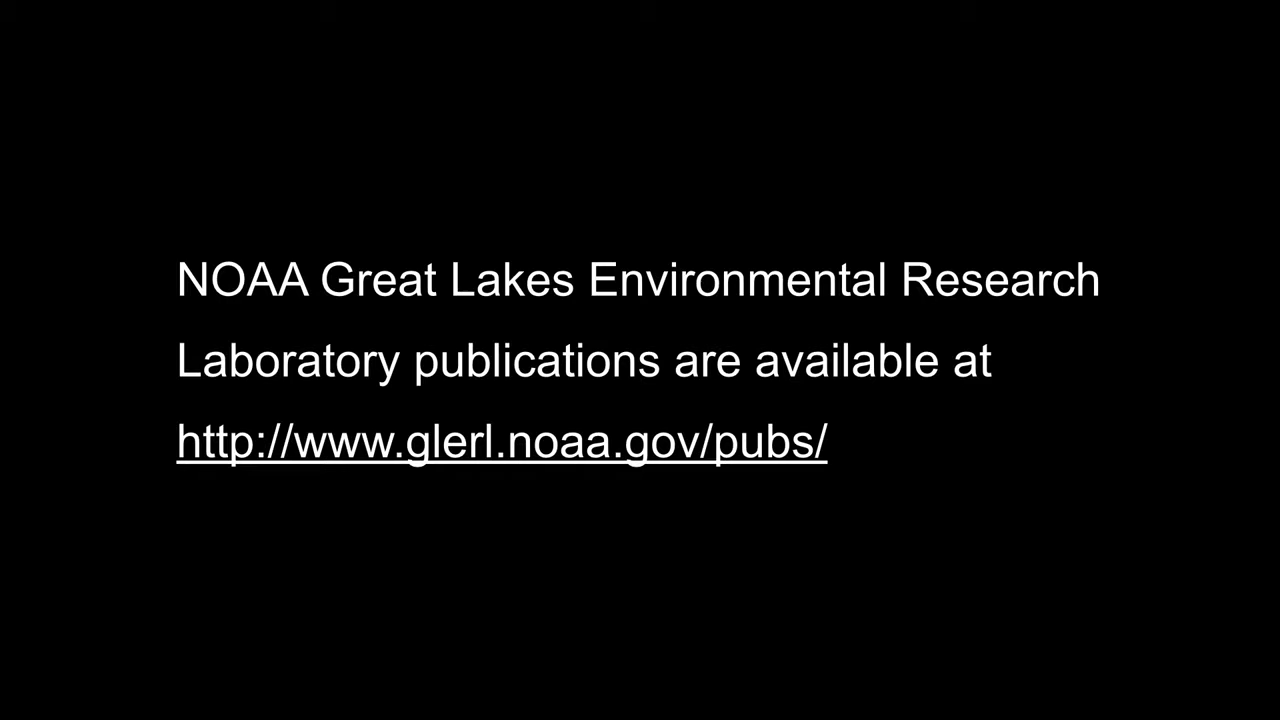 NOAA Great Lakes Environmental Research
Laboratory publications are available at
http://www.glerl.noaa.gov/pubs/